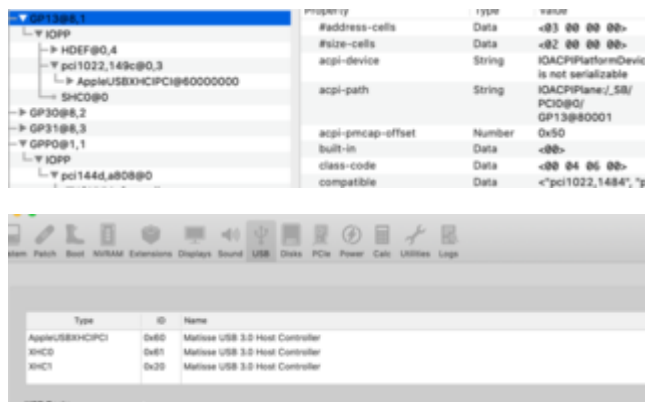 Property Type Value
GP13@8,1
#address-cells Data <03 00 00 00>
IOPP
#size-cells Data <02 00 00 00>
HDEF@0,4
acpi-device String IOACPIPlatformDevic
is not serializable
pci1022,149c@0,3
AppleUSBXHCIPCI@60000000
acpi-path String IOACPIPlane:/_SB/
PCI0@0/
GP13@80001
SHC0@0
GP30@8,2
GP31@8,3
acpi-pmcap-offset Number 0x50
GPP0@1,1
built-in Data <00>
IOPP
class-code Data <00 04 06 00>
pci144d,a808@0
compatible Data <"pci1022,1484", "p
stem Patch Boot NVRAM Extensions Displays Sound USB Disks PCIe Power Calc Utilities Logs
Type ID Name
AppleUSBXHCIPCI 0x60 Matisse USB 3.0 Host Controller
XHC0 0x61 Matisse USB 3.0 Host Controller
XHC1 0x20 Matisse USB 3.0 Host Controller